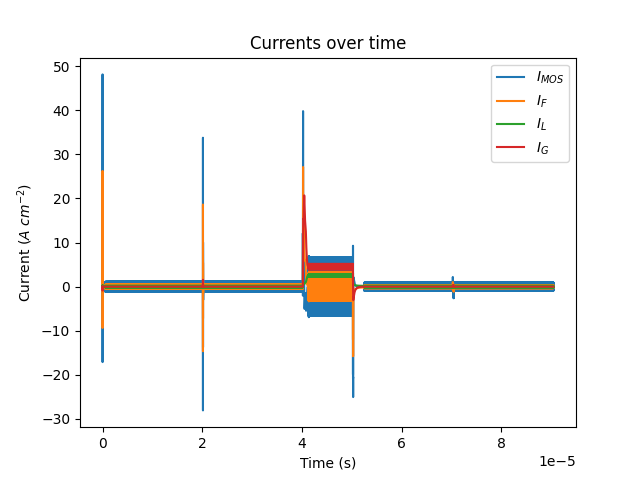 Currents over time
50
40
30
20
10
0
−10
−20
−30
Current (A cm⁻²)
I_MOS
I_F
I_L
I_G
0 2 4 6 8
1e−5
Time (s)